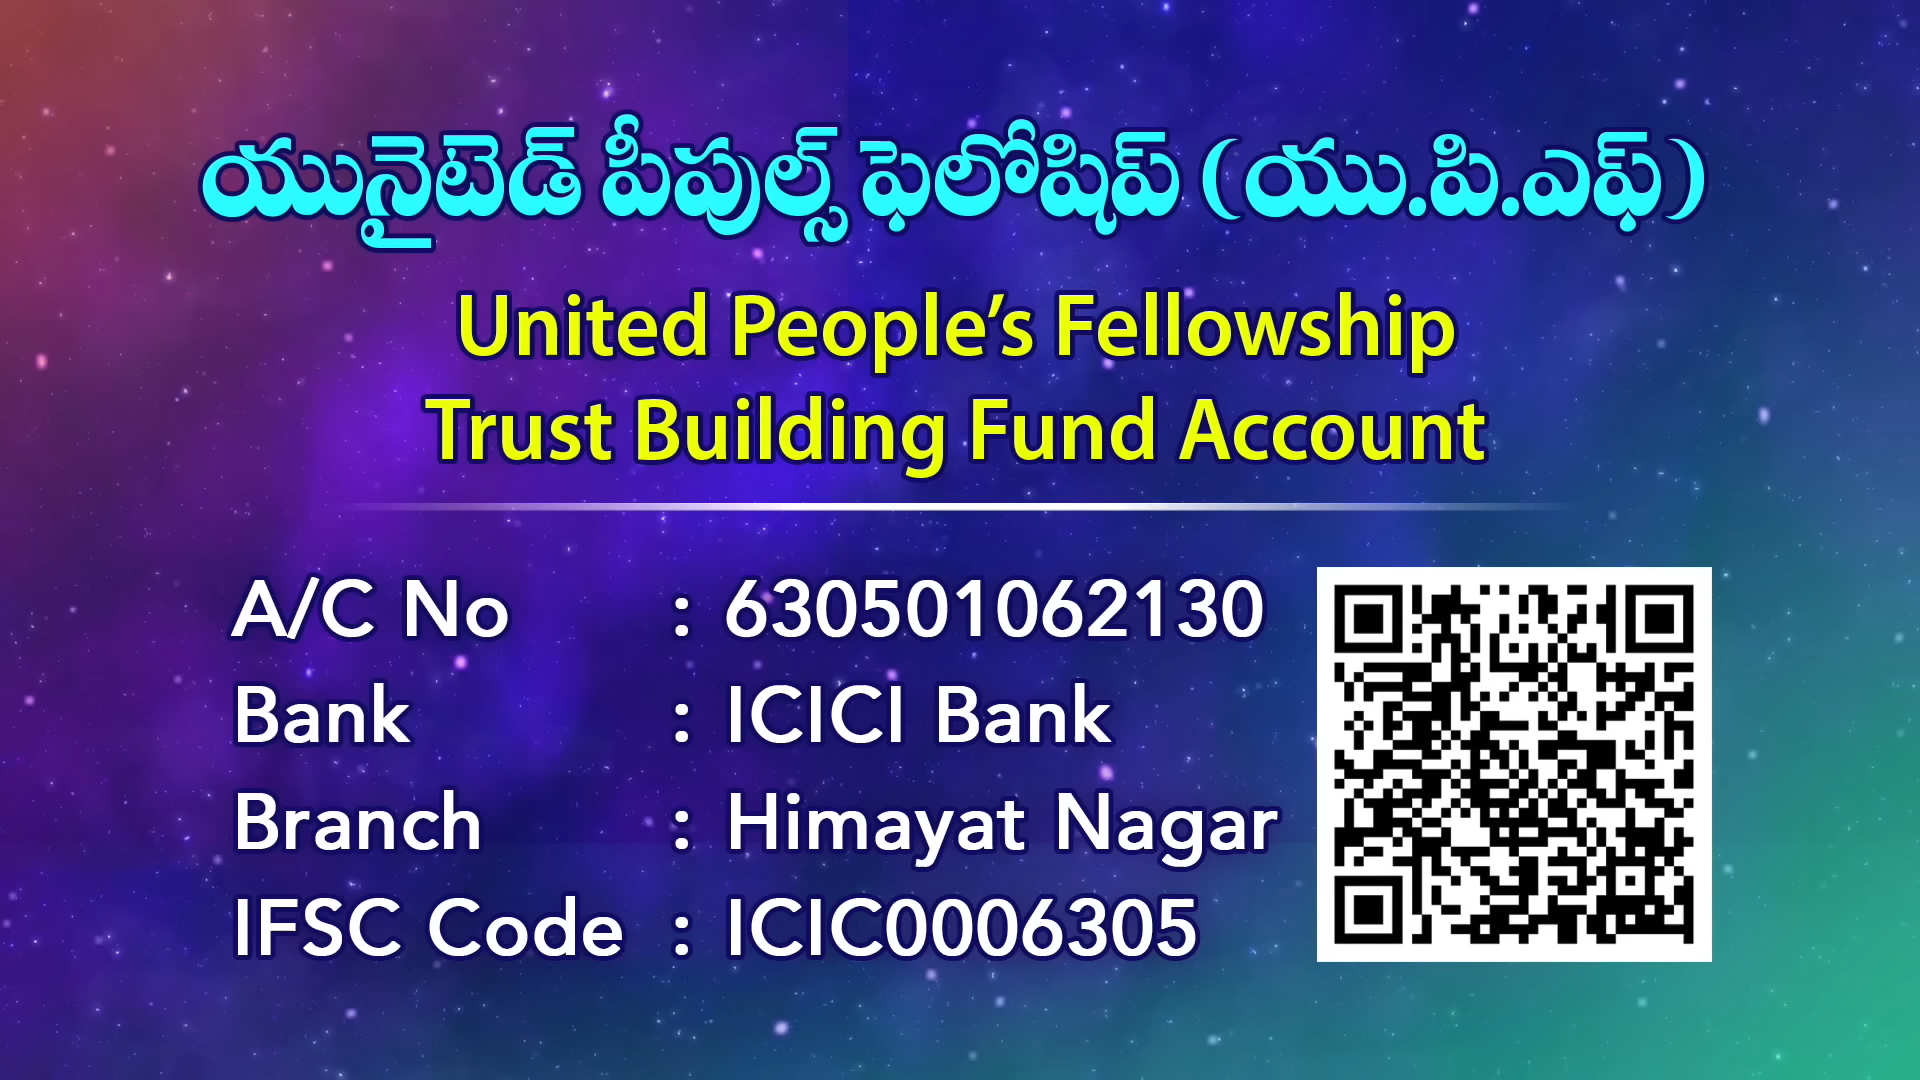 యునైటెడ్ పీపుల్స్ ఫెలోషిప్ (యు.పి.ఎఫ్)
United People’s Fellowship
Trust Building Fund Account
A/C No : 630501062130
Bank : ICICI Bank
Branch : Himayat Nagar
IFSC Code : ICIC0006305